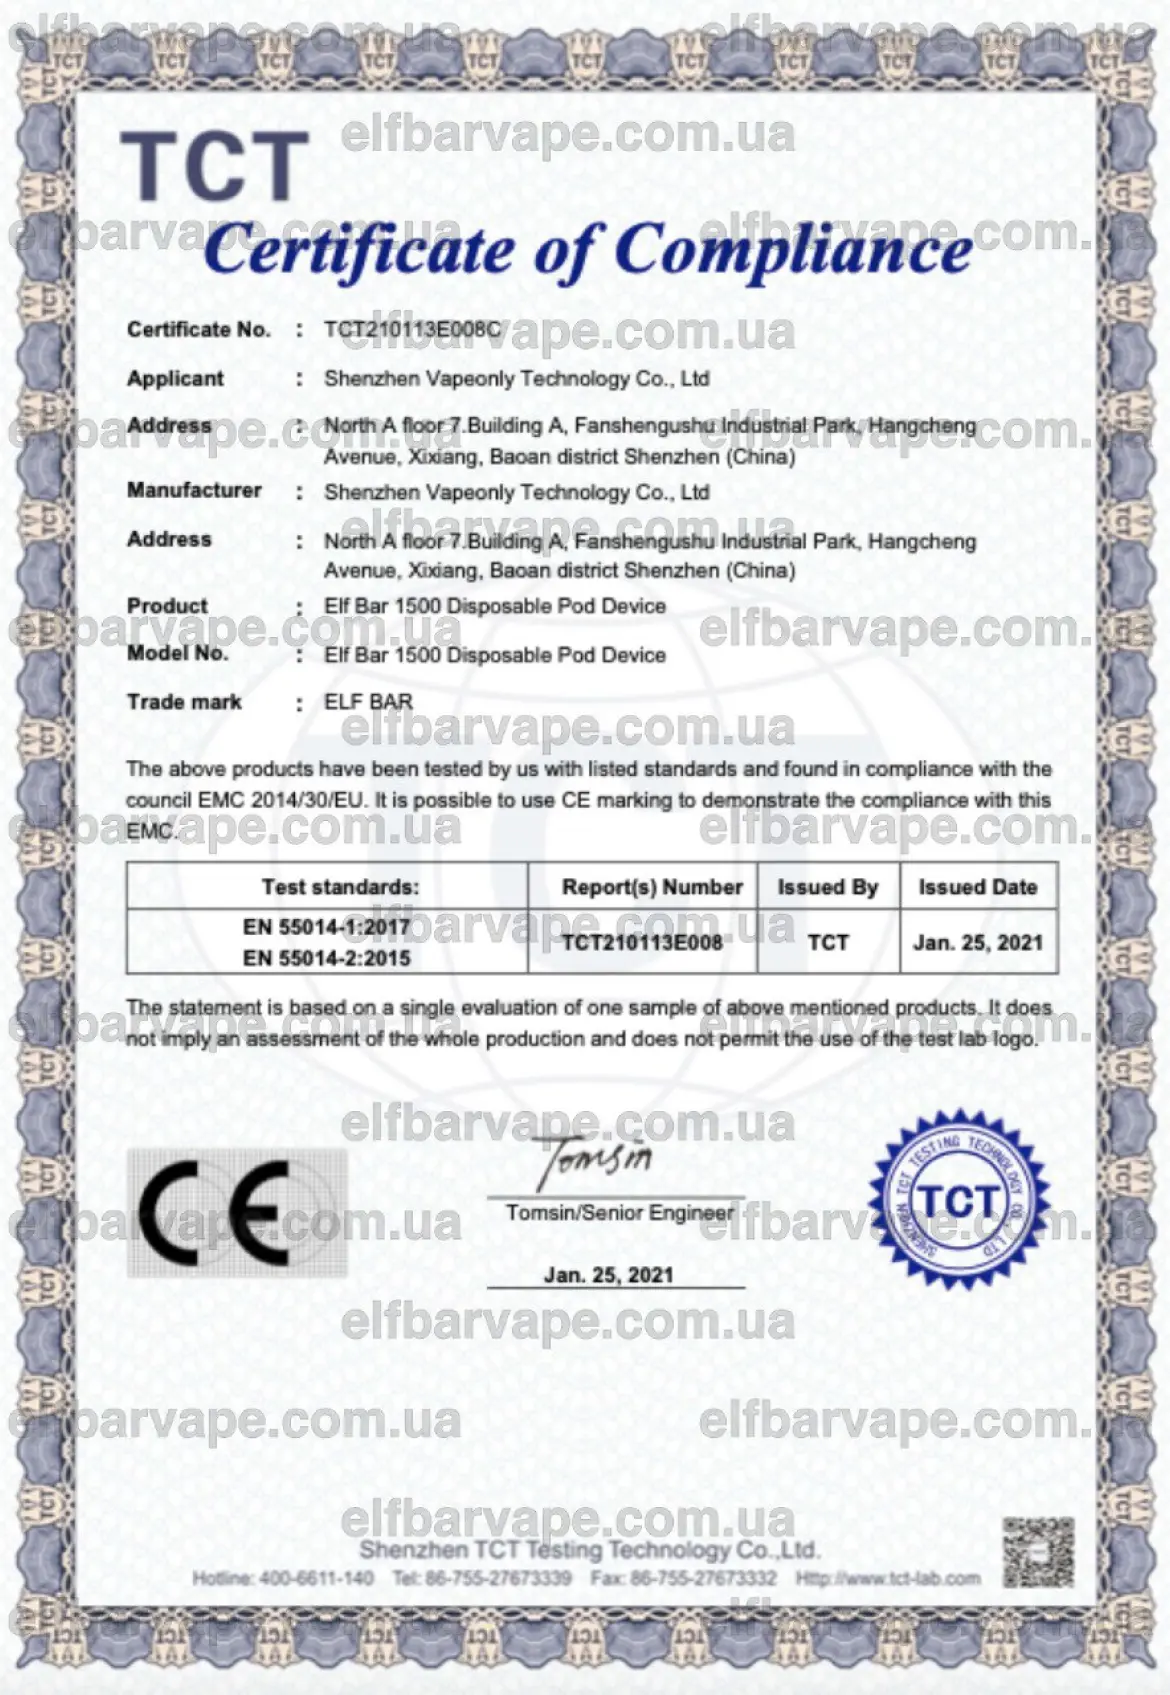 TCT
Certificate of Compliance
Certificate No. : TCT210113E008C
Applicant : Shenzhen Vapeonly Technology Co., Ltd
Address : North A floor 7.Building A, Fanshengushu Industrial Park, Hangcheng
Avenue, Xixiang, Baoan district Shenzhen (China)
Manufacturer : Shenzhen Vapeonly Technology Co., Ltd
Address : North A floor 7.Building A, Fanshengushu Industrial Park, Hangcheng
Avenue, Xixiang, Baoan district Shenzhen (China)
Product : Elf Bar 1500 Disposable Pod Device
Model No. : Elf Bar 1500 Disposable Pod Device
Trade mark : ELF BAR
The above products have been tested by us with listed standards and found in compliance with the
council EMC 2014/30/EU. It is possible to use CE marking to demonstrate the compliance with this
EMC.
Test standards: Report(s) Number Issued By Issued Date
EN 55014-1:2017
EN 55014-2:2015
TCT210113E008 TCT Jan. 25, 2021
The statement is based on a single evaluation of one sample of above mentioned products. It does
not imply an assessment of the whole production and does not permit the use of the test lab logo.
CE
Tomsin
Tomsin/Senior Engineer
Jan. 25, 2021
SHENZHEN TCT TESTING TECHNOLOGY CO., LTD
TCT
Shenzhen TCT Testing Technology Co.,Ltd.
Hotline: 400-6611-140 Tel: 86-755-27673339 Fax: 86-755-27673332 Http://www.tct-lab.com
elfbarvape.com.ua